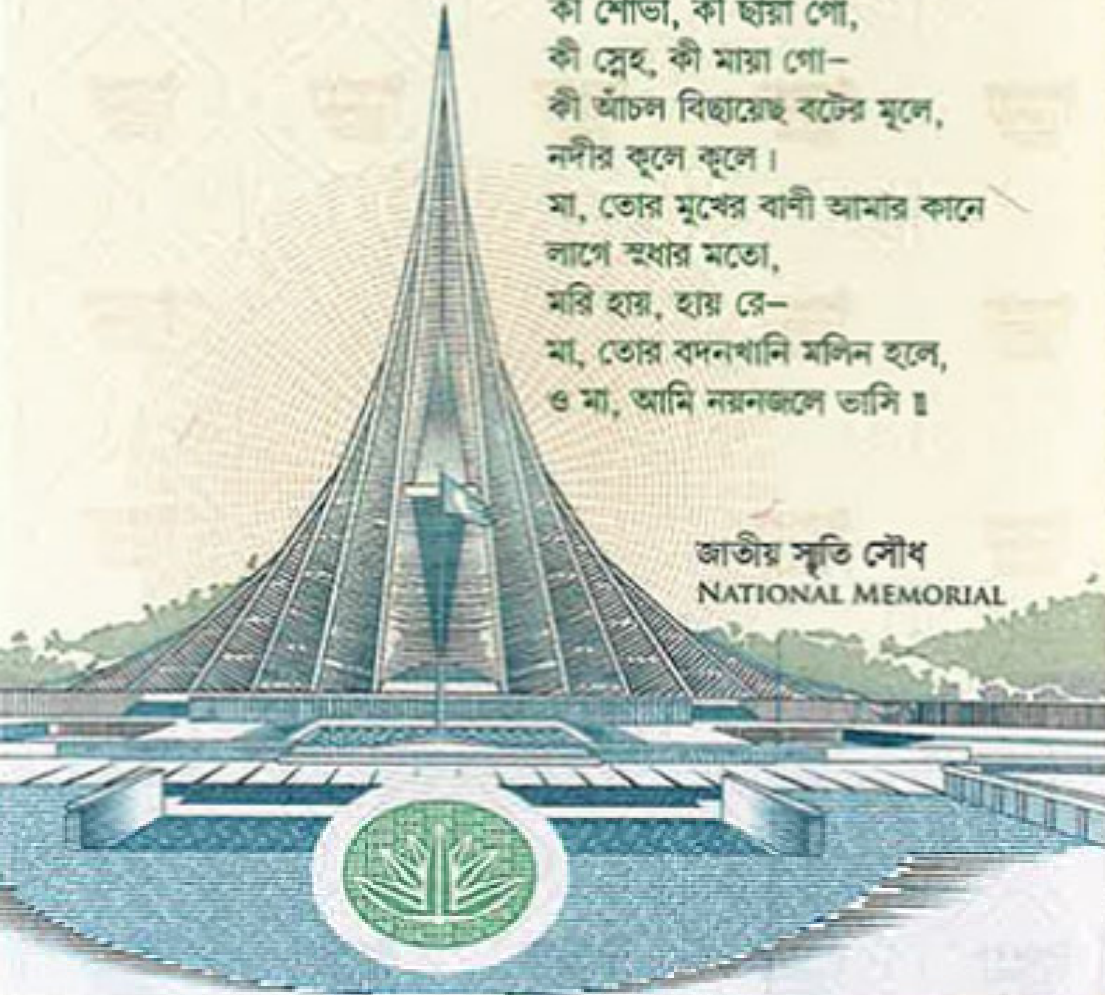 কী শোভা, কী ছায়া গো,
কী স্নেহ, কী মায়া গো–
কী আঁচল বিছায়েছ বটের মূলে,
নদীর কূলে কূলে।
মা, তোর মুখের বাণী আমার কানে
লাগে সুধার মতো,
মরি হায়, হায় রে–
মা, তোর বদনখানি মলিন হলে,
ও মা, আমি নয়নজলে ভাসি॥
জাতীয় স্মৃতি সৌধ
NATIONAL MEMORIAL